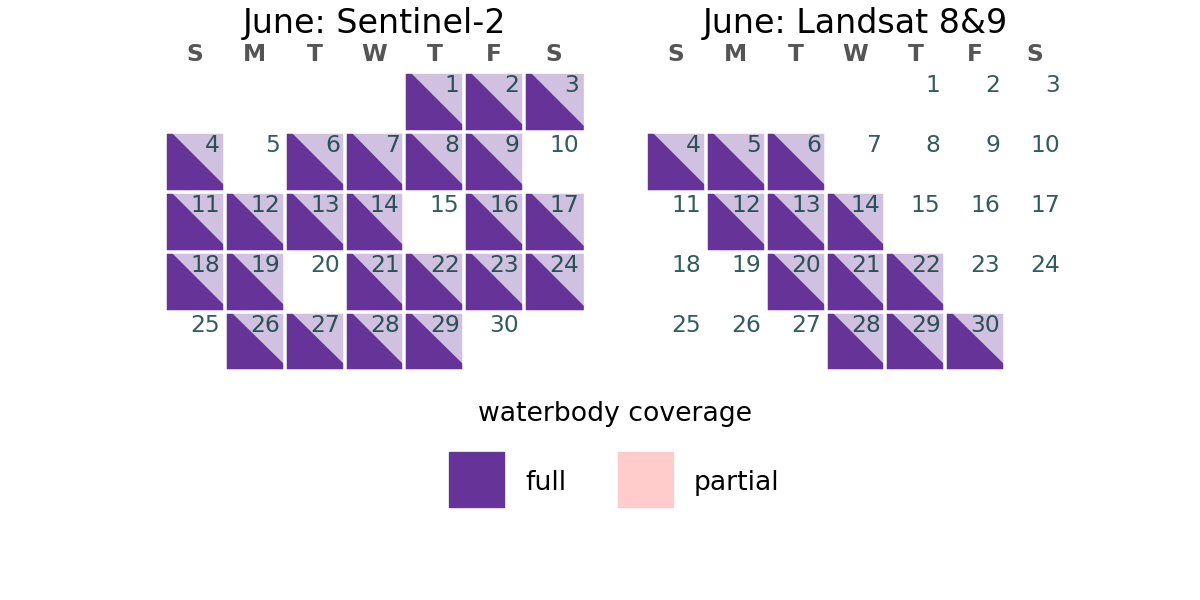 June: Sentinel-2
S M T W T F S
1 2 3
4 5 6 7 8 9 10
11 12 13 14 15 16 17
18 19 20 21 22 23 24
25 26 27 28 29 30
June: Landsat 8&9
S M T W T F S
1 2 3
4 5 6 7 8 9 10
11 12 13 14 15 16 17
18 19 20 21 22 23 24
25 26 27 28 29 30
waterbody coverage
full
partial